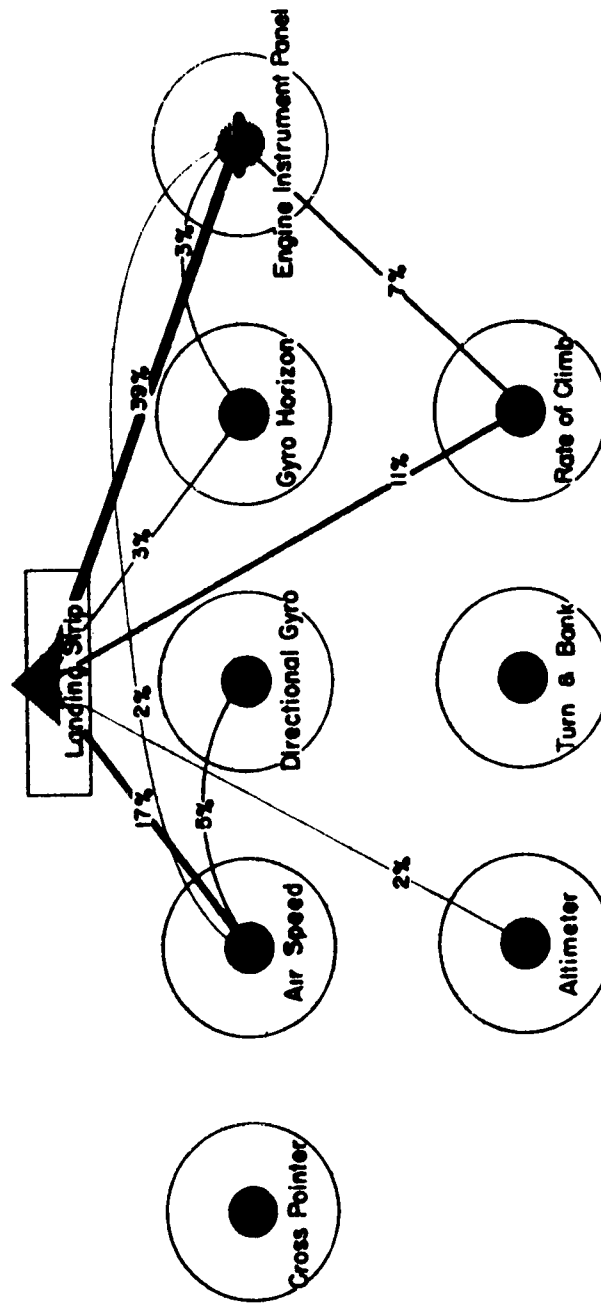 Landing Strip
17%
2%
3%
39%
3%
5%
Cross Pointer
Air Speed
Directional Gyro
Gyro Horizon
Engine Instrument Panel
2%
11%
7%
Altimeter
Turn & Bank
Rate of Climb